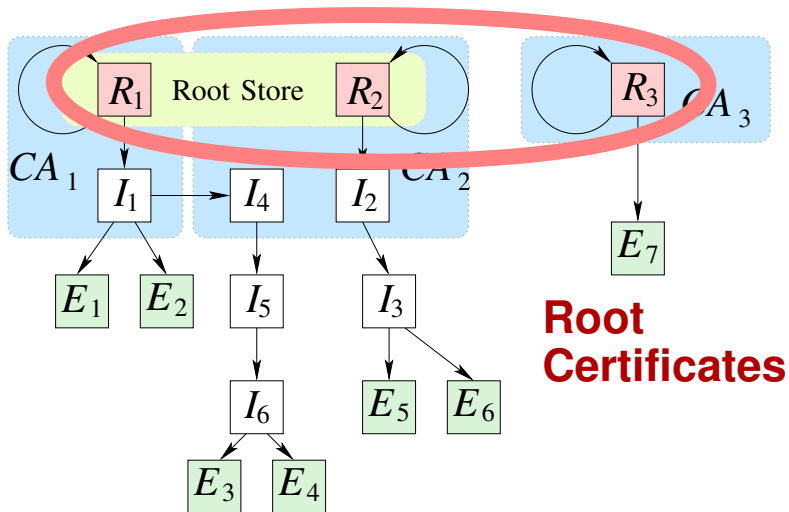 R1 Root Store R2 R3
CA 3
CA 1 CA 2
I1 I4 I2
E7
E1 E2 I5 I3
Root
Certificates
I6 E5 E6
E3 E4